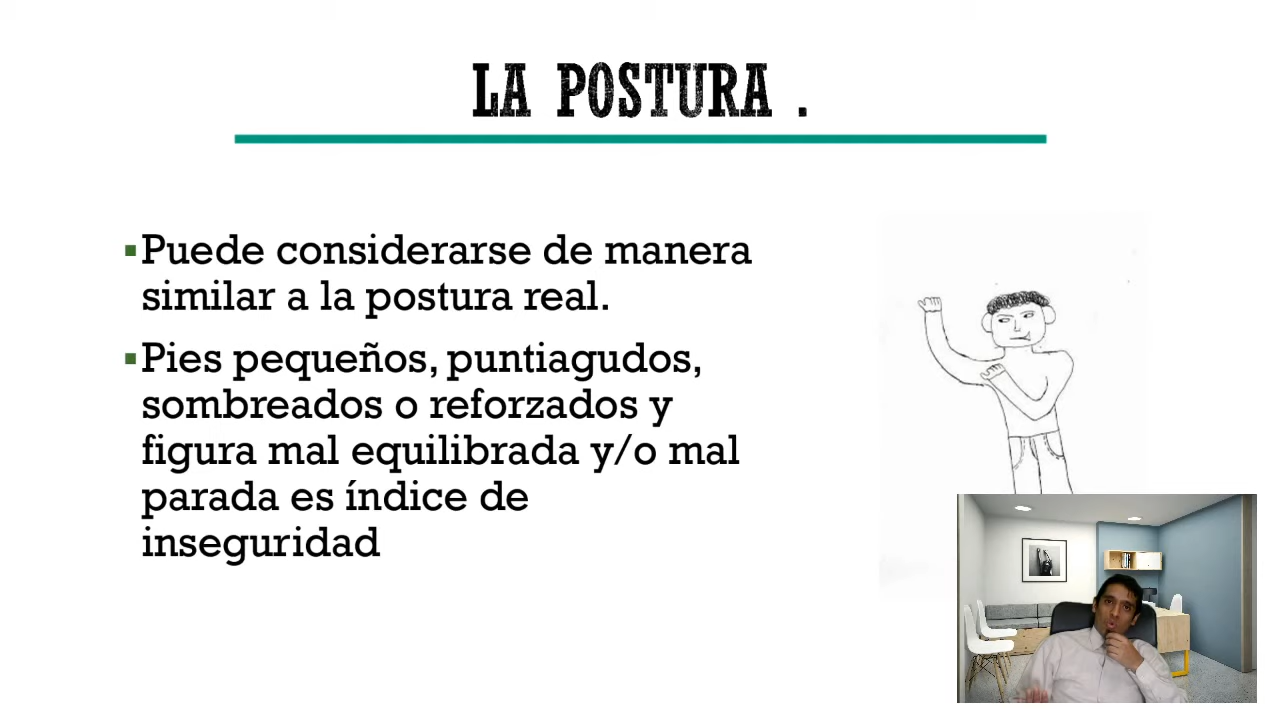 LA POSTURA .
▪Puede considerarse de manera
similar a la postura real.
▪Pies pequeños, puntiagudos,
sombreados o reforzados y
figura mal equilibrada y/o mal
parada es índice de
inseguridad